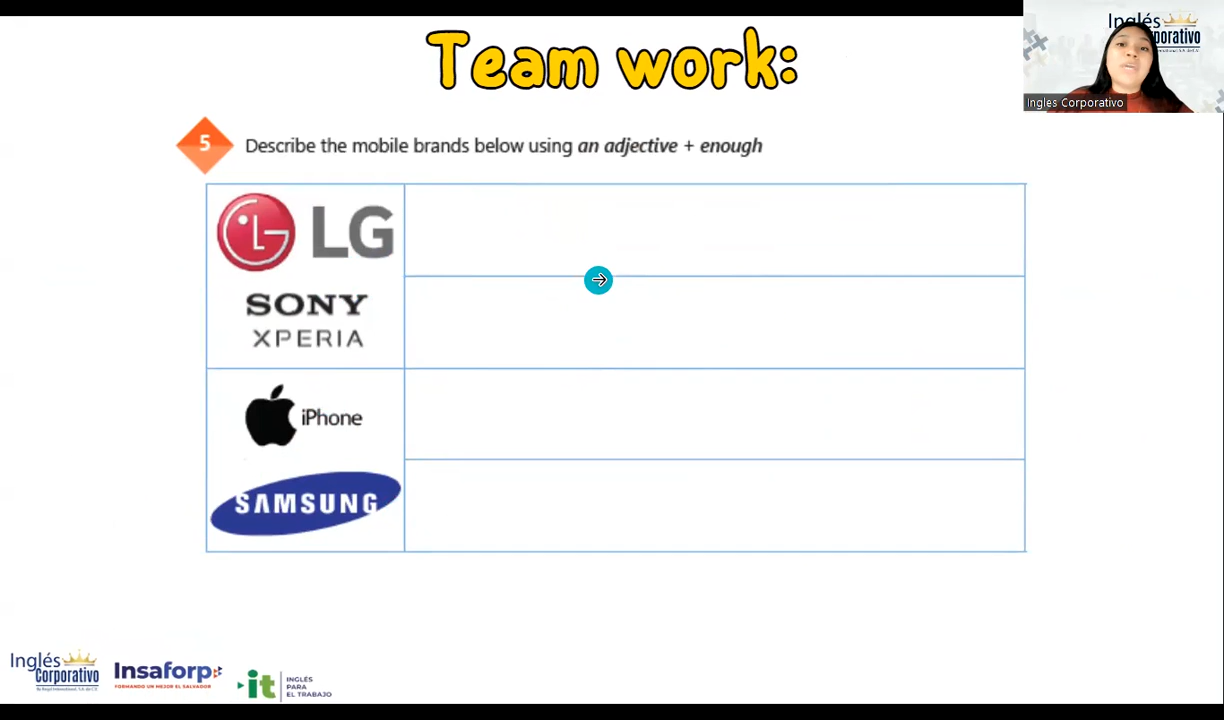 Team work:
Inglés
Corporativo
Ingles Corporativo
5
Describe the mobile brands below using an adjective + enough
LG
SONY
XPERIA
iPhone
SAMSUNG
Inglés
Corporativo
Insaforp
FORMANDO UN MEJOR EL SALVADOR
it
INGLÉS
PARA
EL TRABAJO